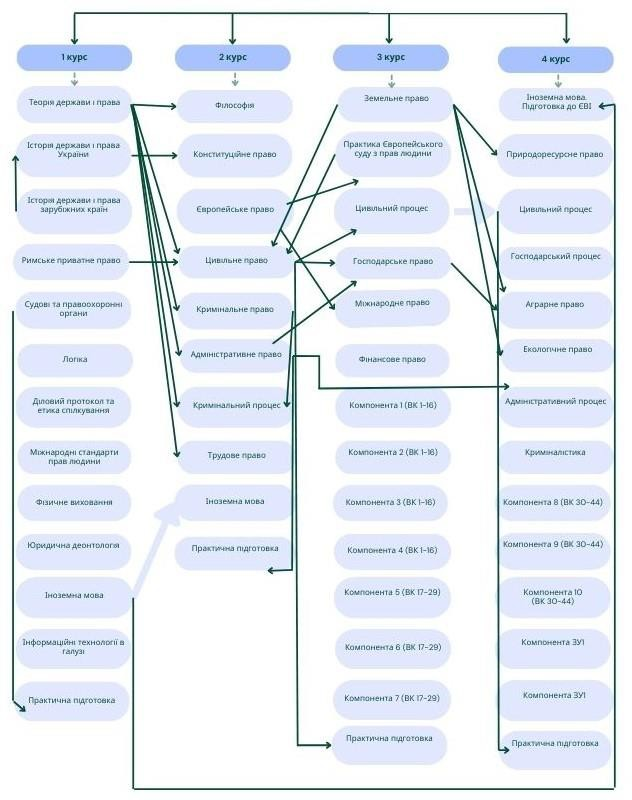 1 курс
Теорія держави і права
Історія держави і права
України
Історія держави і права
зарубіжних країн
Римське приватне право
Судові та правоохоронні
органи
Логіка
Діловий протокол та
етика спілкування
Міжнародні стандарти
прав людини
Фізичне виховання
Юридична деонтологія
Іноземна мова
Інформаційні технології в
галузі
Практична підготовка
2 курс
Філософія
Конституційне право
Європейське право
Цивільне право
Кримінальне право
Адміністративне право
Кримінальний процес
Трудове право
Іноземна мова
Практична підготовка
3 курс
Земельне право
Практика Європейського
суду з прав людини
Цивільний процес
Господарське право
Міжнародне право
Фінансове право
Компонента 1 (ВК 1-16)
Компонента 2 (ВК 1-16)
Компонента 3 (ВК 1-16)
Компонента 4 (ВК 1-16)
Компонента 5 (ВК 17-29)
Компонента 6 (ВК 17-29)
Компонента 7 (ВК 17-29)
Практична підготовка
4 курс
Іноземна мова.
Підготовка до ЄВІ
Природоресурсне право
Цивільний процес
Господарський процес
Аграрне право
Екологічне право
Адміністративний процес
Криміналістика
Компонента 8 (ВК 30-44)
Компонента 9 (ВК 30-44)
Компонента 10
(ВК 30-44)
Компонента ЗУ1
Компонента ЗУ1
Практична підготовка